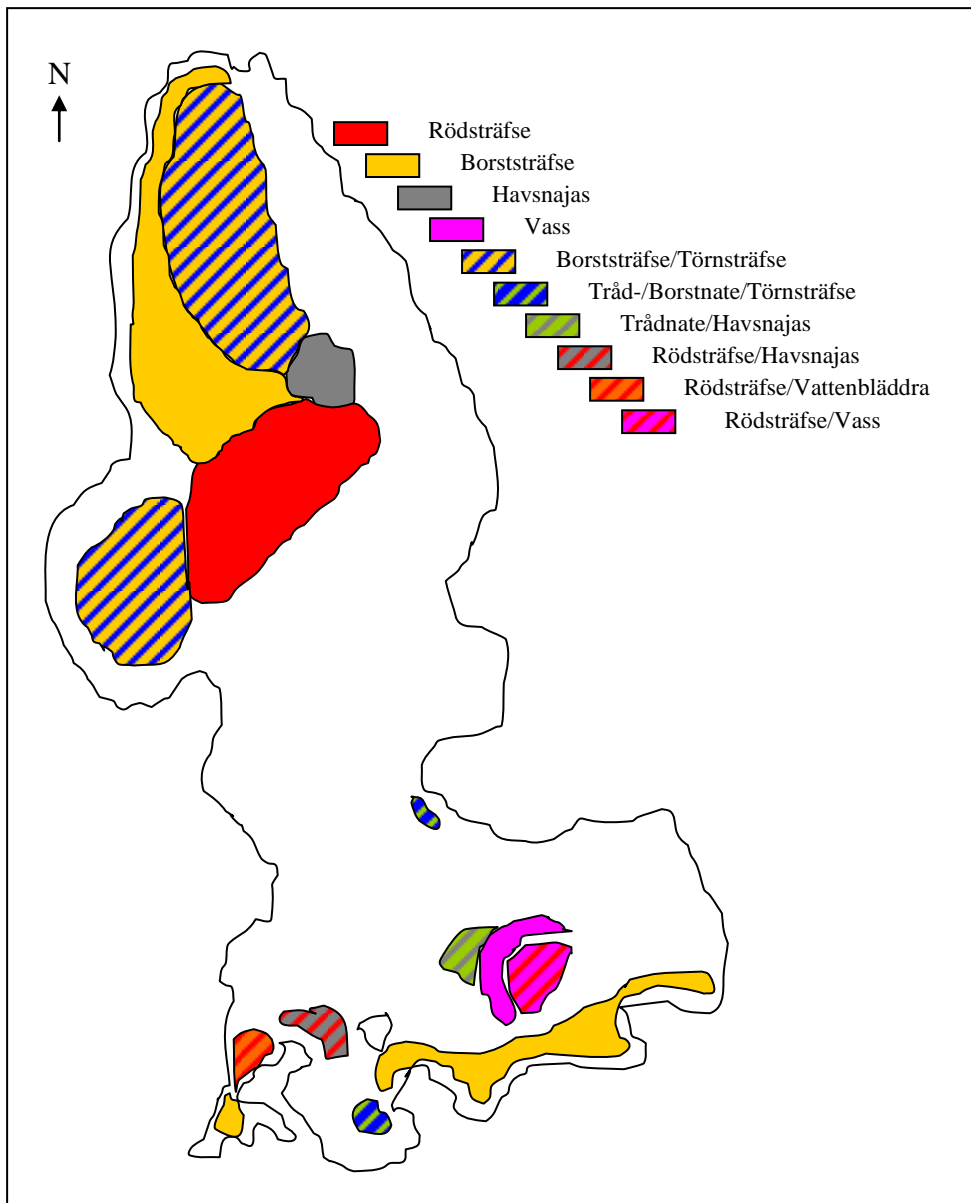 N
Rödsträfse
Borststräfse
Havsnajas
Vass
Borststräfse/Törnsträfse
Tråd-/Borstnate/Törnsträfse
Trådnate/Havsnajas
Rödsträfse/Havsnajas
Rödsträfse/Vattenbläddra
Rödsträfse/Vass